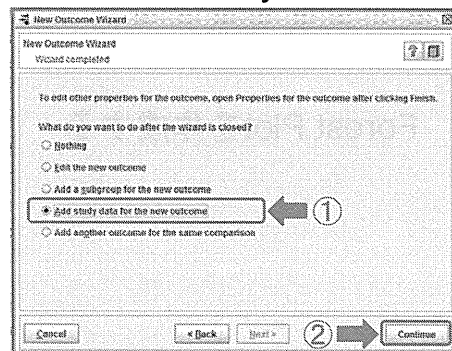 New Outcome Wizard
New Outcome Wizard
Wizard completed
To edit other properties for the outcome, open Properties for the outcome after clicking Finish.
What do you want to do after the wizard is closed?
Nothing
Edit the new outcome
Add a subgroup for the new outcome
Add study data for the new outcome
①
Add another outcome for the same comparison
Cancel
< Back
Next >
②
Continue